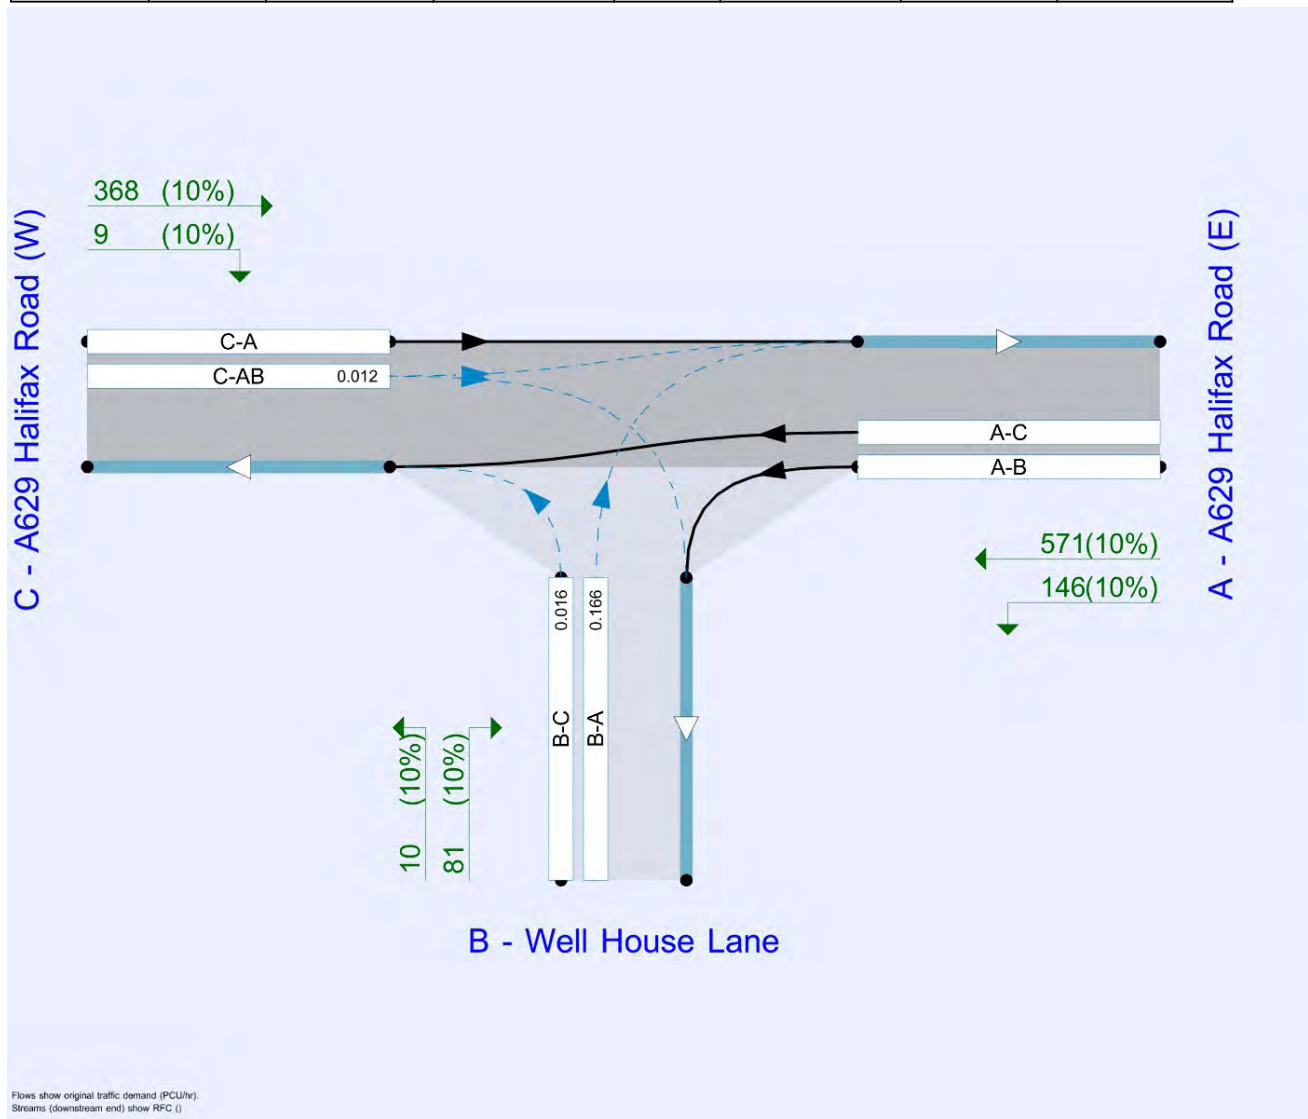 368 (10%)
9 (10%)
C - A629 Halifax Road (W)
A - A629 Halifax Road (E)
C-A
C-AB 0.012
A-C
A-B
571(10%)
146(10%)
0.016
0.166
B-C
B-A
10 (10%)
81 (10%)
B - Well House Lane
Flows show original traffic demand (PCU/hr).
Streams (downstream end) show RFC ()